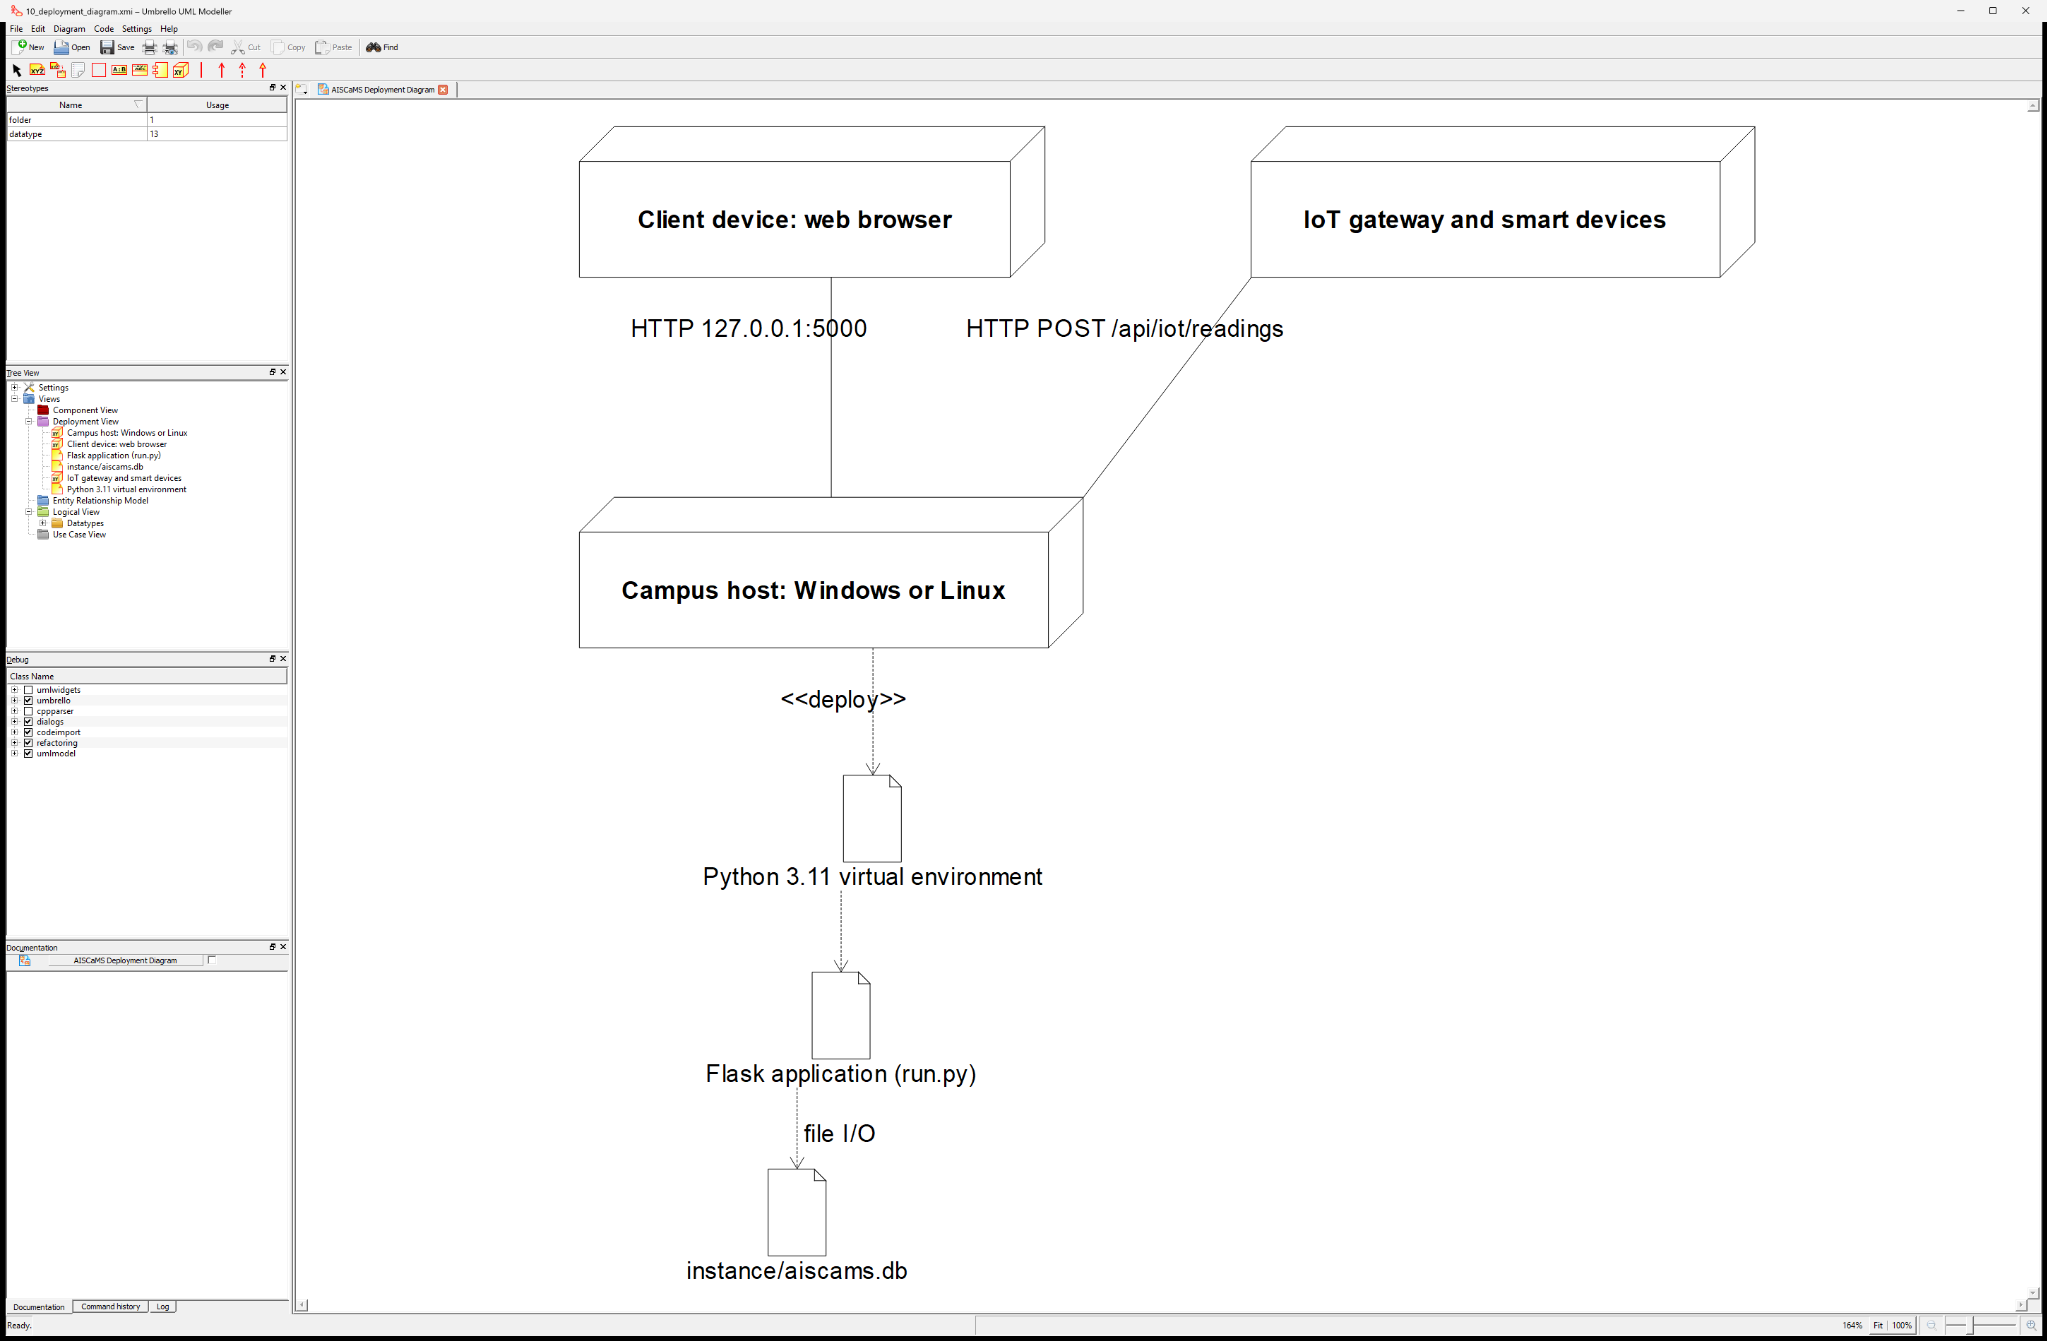 10_deployment_diagram.xmi – Umbrello UML Modeller
File Edit Diagram Code Settings Help
New Open Save Cut Copy Paste Find
Stereotypes
Name Usage
folder 1
datatype 13
Tree View
Settings
Views
Component View
Deployment View
Campus host: Windows or Linux
Client device: web browser
Flask application (run.py)
instance/aiscams.db
IoT gateway and smart devices
Python 3.11 virtual environment
Entity Relationship Model
Logical View
Datatypes
Use Case View
Debug
Class Name
umlwidgets
umbrello
cppparser
dialogs
codeimport
refactoring
umlmodel
Documentation
AISCaMS Deployment Diagram
Documentation Command history Log
Ready.
AISCaMS Deployment Diagram
Client device: web browser
IoT gateway and smart devices
HTTP 127.0.0.1:5000
HTTP POST /api/iot/readings
Campus host: Windows or Linux
<<deploy>>
Python 3.11 virtual environment
Flask application (run.py)
file I/O
instance/aiscams.db
164% Fit 100%